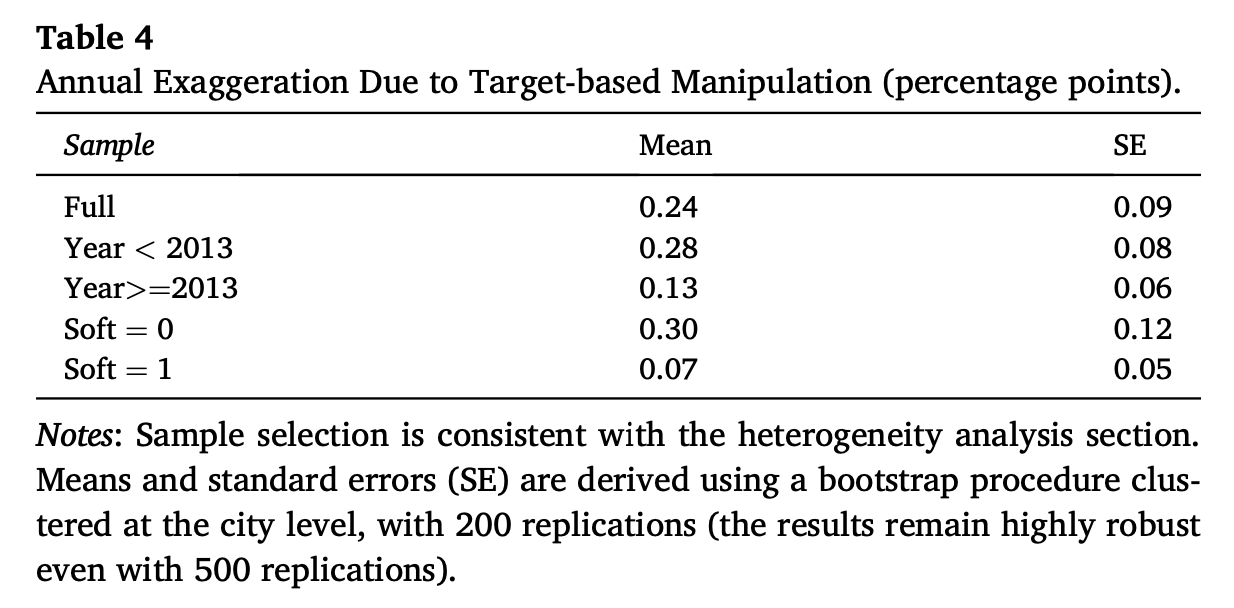 Table 4
Annual Exaggeration Due to Target-based Manipulation (percentage points).
Sample Mean SE
Full 0.24 0.09
Year < 2013 0.28 0.08
Year>=2013 0.13 0.06
Soft = 0 0.30 0.12
Soft = 1 0.07 0.05
Notes: Sample selection is consistent with the heterogeneity analysis section.
Means and standard errors (SE) are derived using a bootstrap procedure clus-
tered at the city level, with 200 replications (the results remain highly robust
even with 500 replications).